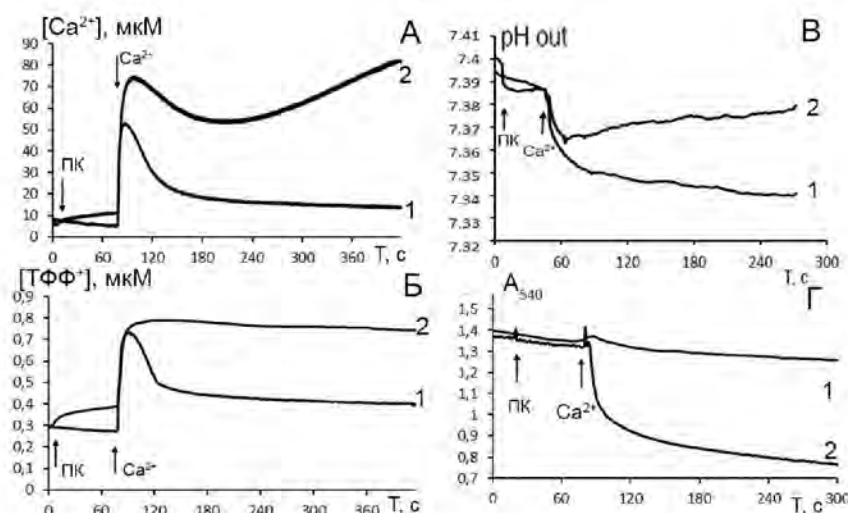 [Ca²⁺], мкМ
А
90
80
70
60
50
40
30
20
10
0
Ca²⁺
ПК
2
1
0 60 120 180 240 300 360
Т, с
pH out
В
7.41
7.4
7.39
7.38
7.37
7.36
7.35
7.34
7.33
7.32
ПК
Ca²⁺
2
1
0 60 120 180 240 300
Т, с
[ТФФ⁺], мкМ
Б
0,9
0,8
0,7
0,6
0,5
0,4
0,3
0,2
0,1
0
ПК
Ca²⁺
2
1
0 60 120 180 240 300 360
Т, с
А₅₄₀
Г
1,5
1,4
1,3
1,2
1,1
1
0,9
0,8
0,7
ПК
Ca²⁺
1
2
0 60 120 180 240 300
Т, с